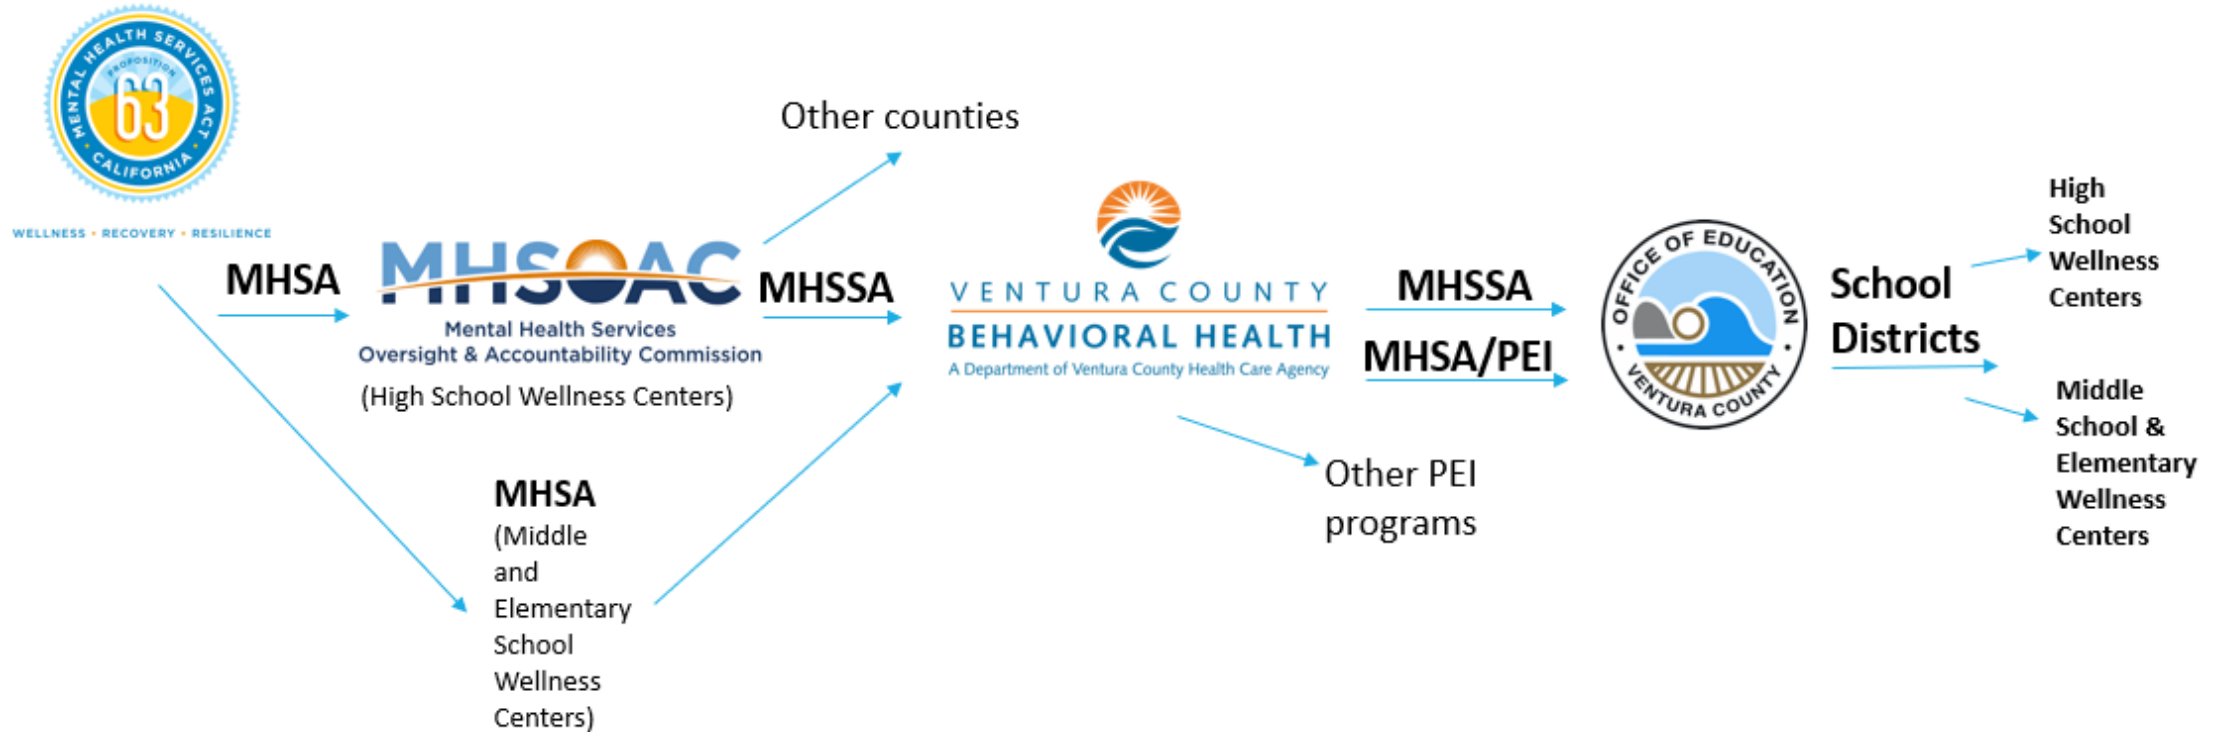 MENTAL HEALTH SERVICES ACT
PROPOSITION
63
CALIFORNIA
WELLNESS • RECOVERY • RESILIENCE
MHSA
MHSOAC
Mental Health Services
Oversight & Accountability Commission
(High School Wellness Centers)
MHSA
(Middle
and
Elementary
School
Wellness
Centers)
Other counties
MHSSA
VENTURA COUNTY
BEHAVIORAL HEALTH
A Department of Ventura County Health Care Agency
Other PEI
programs
MHSSA
MHSA/PEI
OFFICE OF EDUCATION
VENTURA COUNTY
School
Districts
High
School
Wellness
Centers
Middle
School &
Elementary
Wellness
Centers